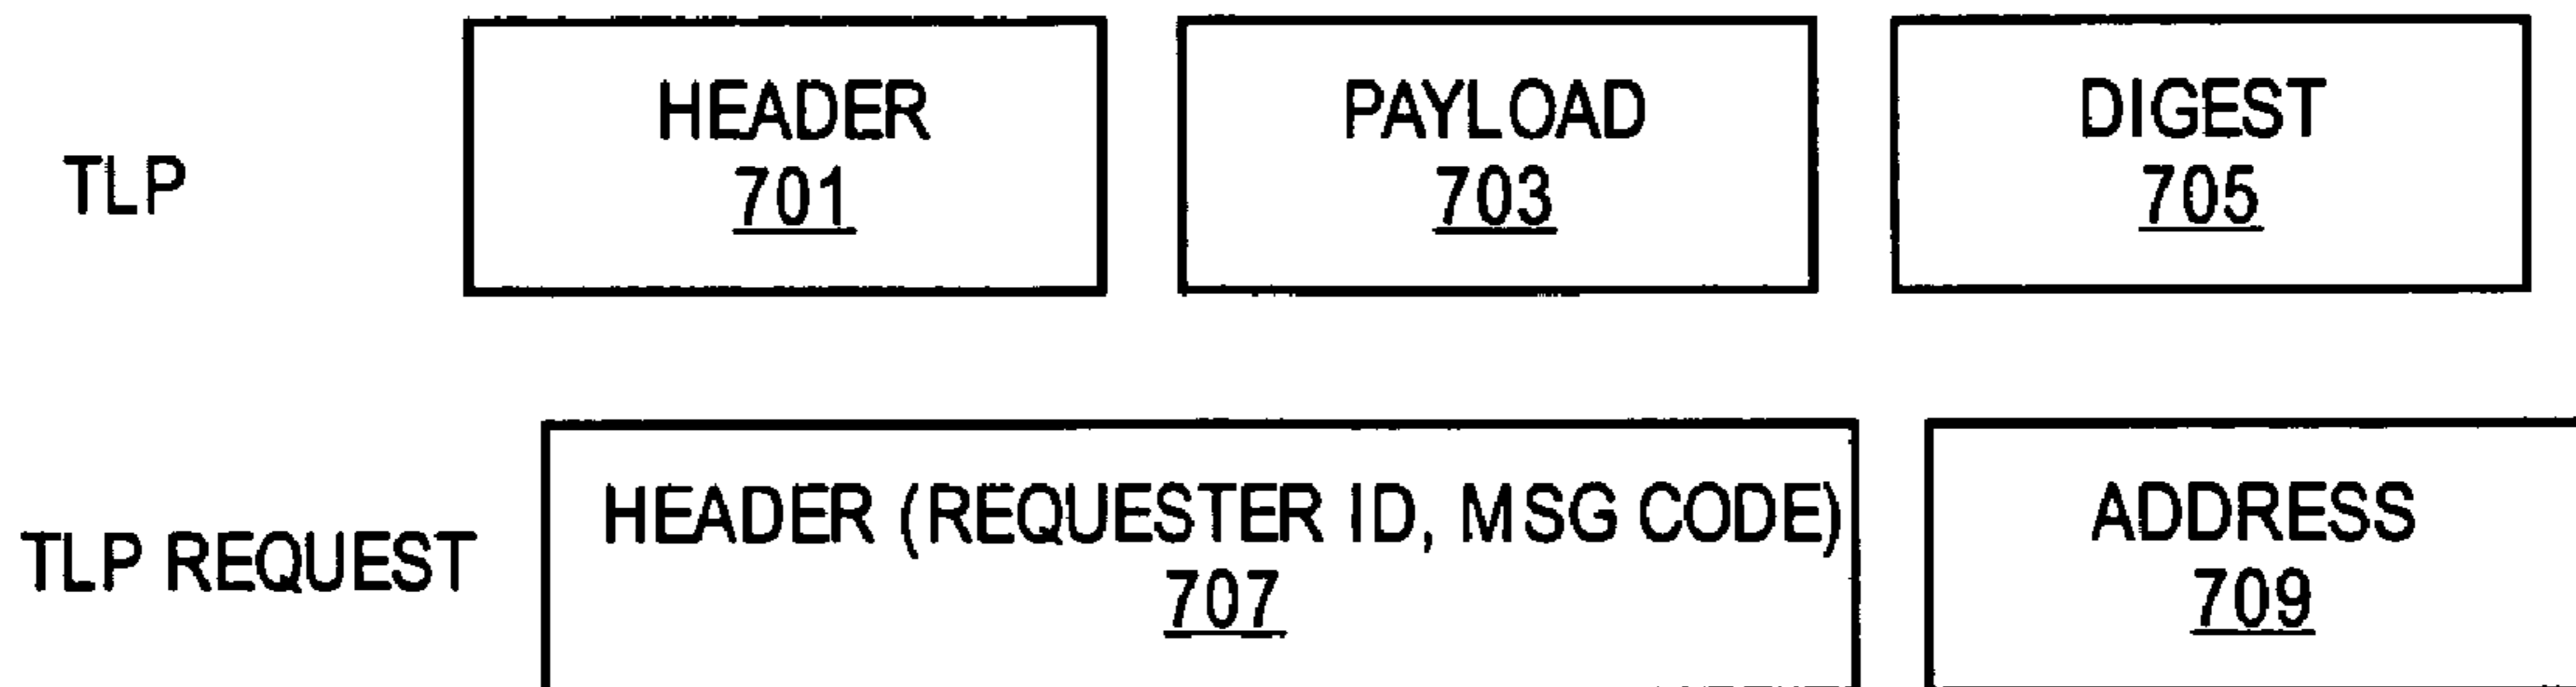 HEADER PAYLOAD DIGEST
TLP 701 703 705
HEADER (REQUESTER ID, MSG CODE) ADDRESS
TLP REQUEST 707 709